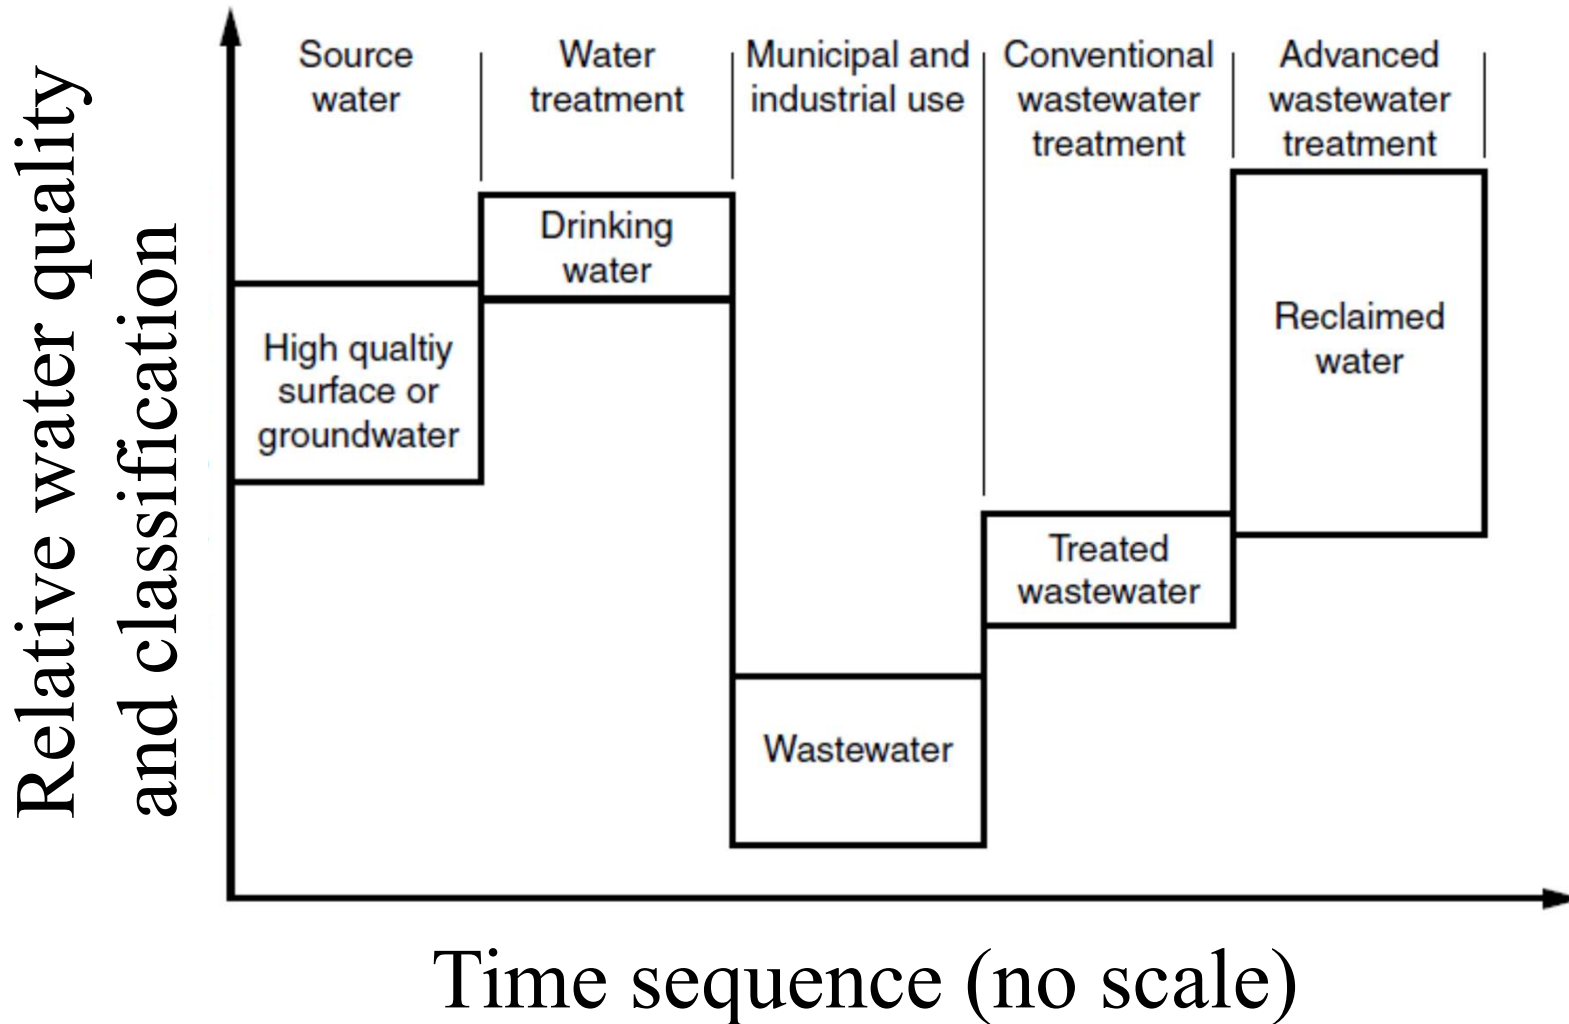 Relative water quality
and classification
Source
water
Water
treatment
Municipal and
industrial use
Conventional
wastewater
treatment
Advanced
wastewater
treatment
High qualtiy
surface or
groundwater
Drinking
water
Wastewater
Treated
wastewater
Reclaimed
water
Time sequence (no scale)